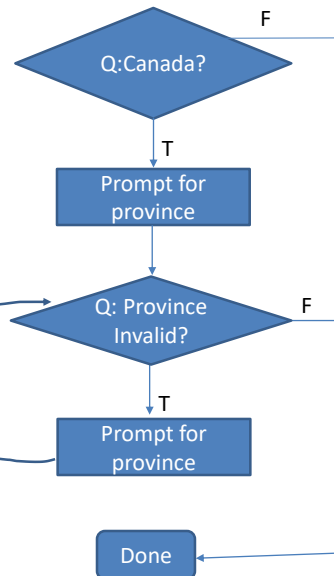 F
Q:Canada?
T
Prompt for
province
Q: Province
Invalid?
F
T
Prompt for
province
Done